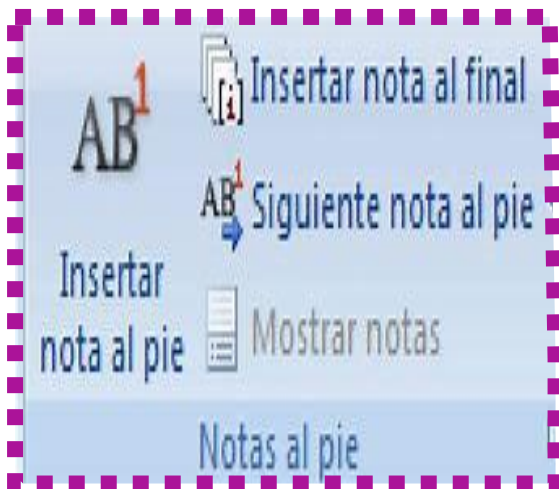 AB1
Insertar
nota al pie
[i] Insertar nota al final
AB1 Siguiente nota al pie
Mostrar notas
Notas al pie